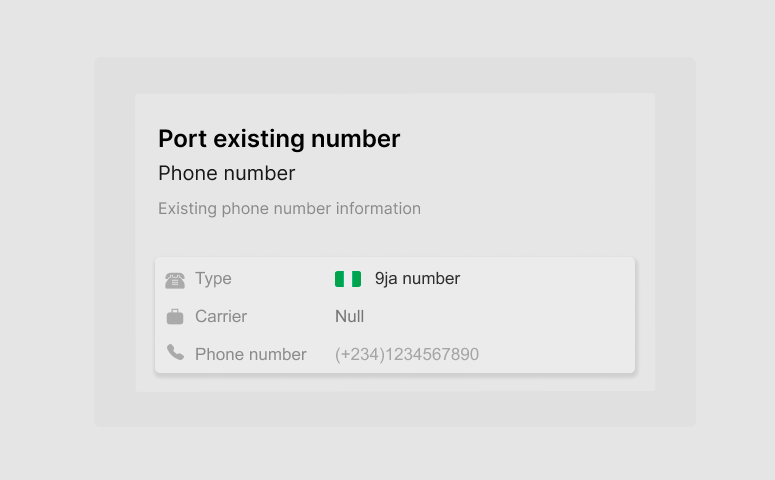 Port existing number
Phone number
Existing phone number information
Type 9ja number
Carrier Null
Phone number (+234)1234567890